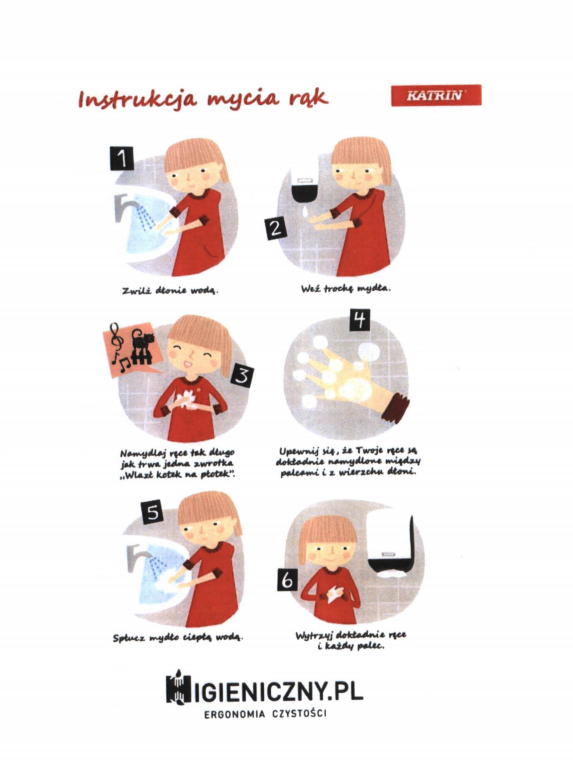 Instrukcja mycia rąk
KATRIN
1
Zwilż dłonie wodą.
2
Weź trochę mydła.
3
Namydlaj ręce tak długo
jak trwa jedna zwrotka
„Wlazł kotek na płotek".
4
Upewnij się, że Twoje ręce są
dokładnie namydlone między
palcami i z wierzchu dłoni.
5
Spłucz mydło ciepłą wodą.
6
Wytrzyj dokładnie ręce
i każdy palec.
HIGIENICZNY.PL
ERGONOMIA CZYSTOŚCI